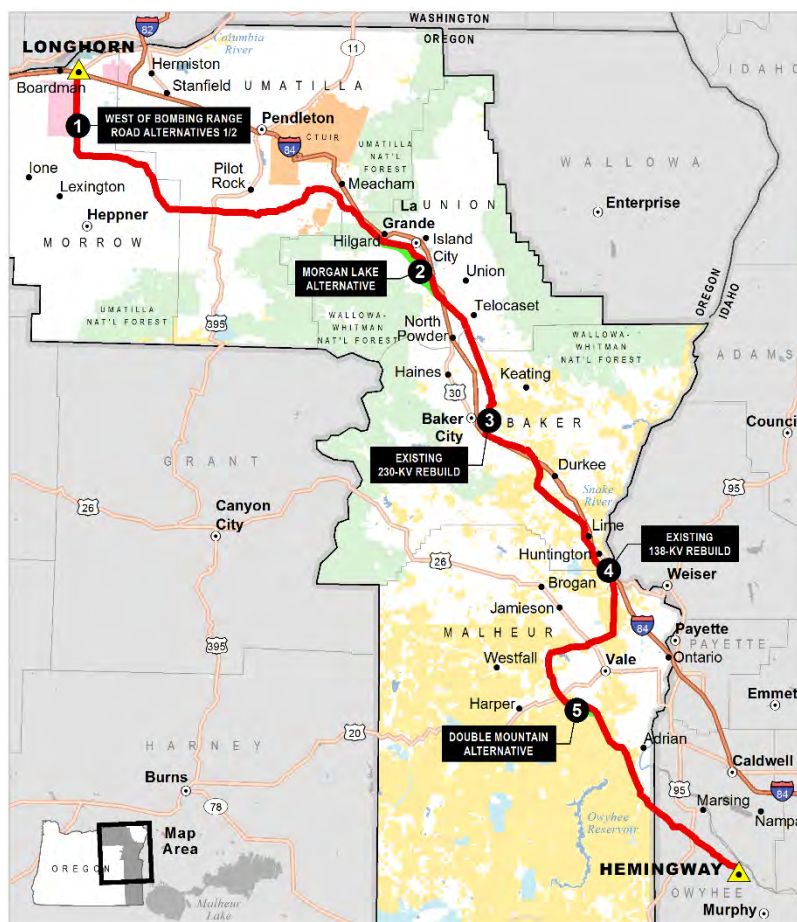 WASHINGTON
OREGON
82
Columbia
River
11
LONGHORN
Boardman
Hermiston
Stanfield
UMATILLA
IDAHO
1
WEST OF BOMBING RANGE
ROAD ALTERNATIVES 1/2
Pendleton
CTUIR
84
UMATILLA
NAT'L FOREST
WALLOWA
Ione
Lexington
Pilot
Rock
Meacham
Heppner
MORROW
La
Grande
UNION
Enterprise
Hilgard
Island
City
2
MORGAN LAKE
ALTERNATIVE
Union
Telocaset
OREGON
IDAHO
UMATILLA
NAT'L FOREST
395
WALLOWA-
WHITMAN
NAT'L FOREST
North
Powder
WALLOWA-
WHITMAN
NAT'L FOREST
ADAMS
Haines
30
Keating
Baker
City
3
BAKER
Council
EXISTING
230-KV REBUILD
GRANT
Durkee
95
26
Canyon
City
Snake
River
Lime
EXISTING
138-KV REBUILD
Huntington
4
26
Brogan
Weiser
Jamieson
395
MALHEUR
84
Payette
PAYETTE
Westfall
Vale
Ontario
Harper
5
Emmet
DOUBLE MOUNTAIN
ALTERNATIVE
HARNEY
20
Adrian
Burns
95
Caldwell
84
78
Marsing
Nampa
Map
Area
OREGON
Owyhee
Reservoir
HEMINGWAY
OWYHEE
Malheur
Lake
Murphy